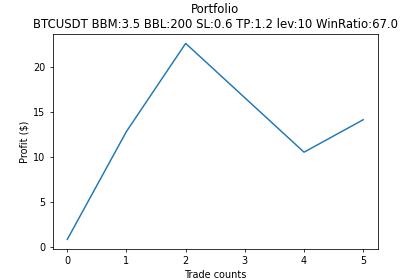 Portfolio
BTCUSDT BBM:3.5 BBL:200 SL:0.6 TP:1.2 lev:10 WinRatio:67.0
Profit ($)
20
15
10
5
0
0 1 2 3 4 5
Trade counts